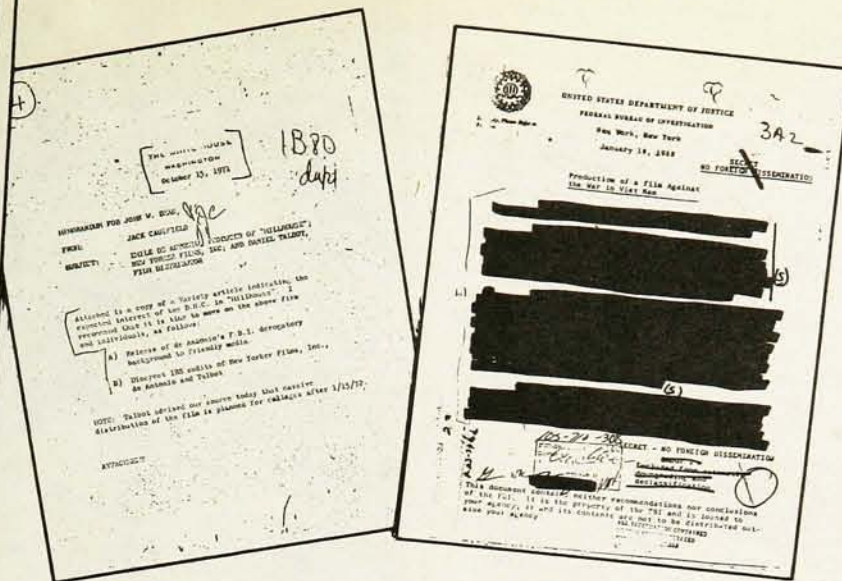 THE WHITE HOUSE
WASHINGTON
October 15, 1971
1B80
MEMORANDUM FOR JOHN W. DEAN,
FROM: JACK CAULFIELD
SUBJECT: EMILE DE ANTONIO, PRODUCER OF "MILLHOUSE";
NEW YORKER FILMS, INC; AND DANIEL TALBOT,
FILM DISTRIBUTOR
Attached is a copy of a Variety article indicating the
expected interest of the D.N.C. in "Millhouse". I
recommend that it is time to move on the above firm
and individuals, as follows:
A) Release of de Antonio's F.B.I. derogatory
background to friendly media.
B) Discreet IRS audits of New Yorker Films, Inc.,
de Antonio and Talbot
NOTE: Talbot advised our source today that massive
distribution of the film is planned for colleges after 1/15/72.
ATTACHMENT
UNITED STATES DEPARTMENT OF JUSTICE
FEDERAL BUREAU OF INVESTIGATION
New York, New York
January 18, 1968
3A2
SECRET
NO FOREIGN DISSEMINATION
Production of a Film Against
the War in Viet Nam
(S)
(S)
SECRET - NO FOREIGN DISSEMINATION
declassification
This document contains neither recommendations nor conclusions
of the FBI. It is the property of the FBI and is loaned to
your agency; it and its contents are not to be distributed out-
side your agency